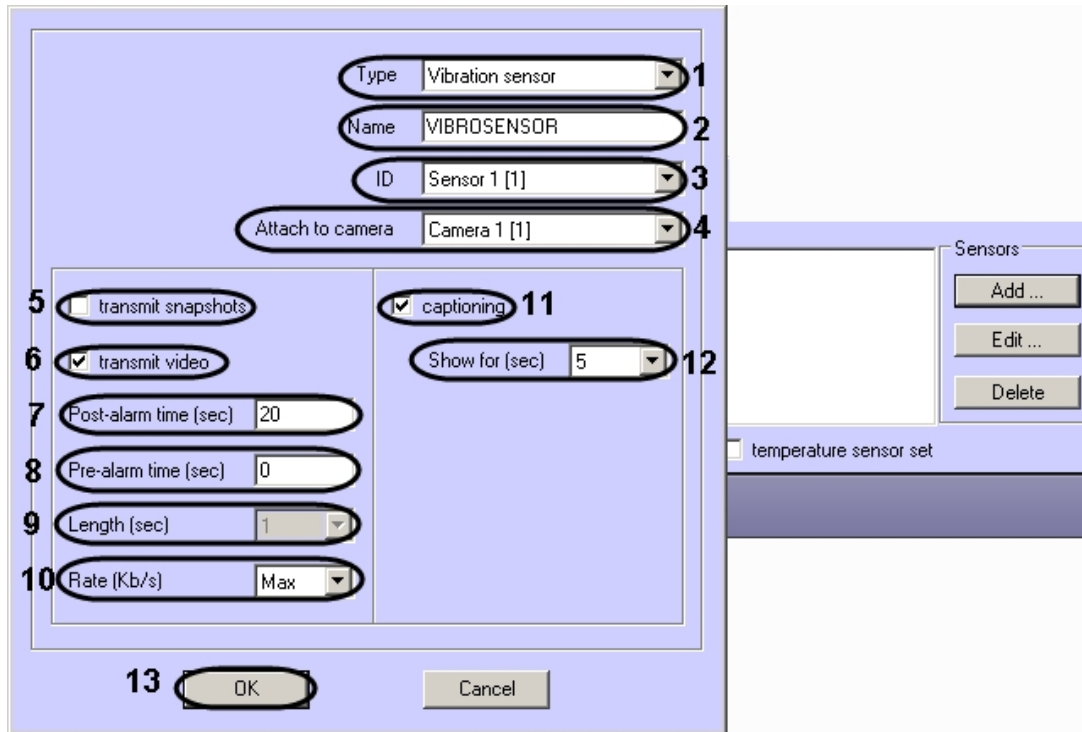 Type Vibration sensor 1
Name VIBROSENSOR 2
ID Sensor 1 [1] 3
Attach to camera Camera 1 [1] 4
5 transmit snapshots
6 transmit video
7 Post-alarm time (sec) 20
8 Pre-alarm time (sec) 0
9 Length (sec) 1
10 Rate (Kb/s) Max
captioning 11
Show for (sec) 5 12
13 OK
Cancel
Sensors
Add ...
Edit ...
Delete
temperature sensor set